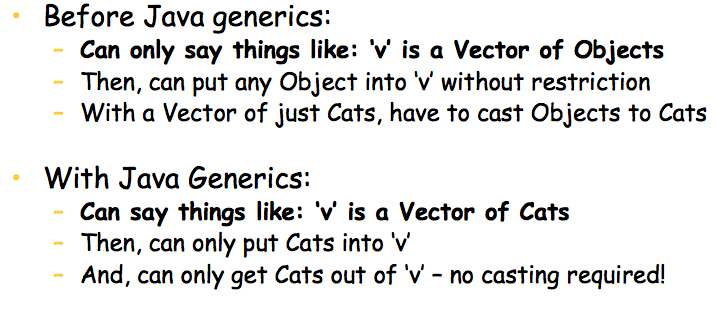 • Before Java generics:
– Can only say things like: 'v' is a Vector of Objects
– Then, can put any Object into 'v' without restriction
– With a Vector of just Cats, have to cast Objects to Cats
• With Java Generics:
– Can say things like: 'v' is a Vector of Cats
– Then, can only put Cats into 'v'
– And, can only get Cats out of 'v' – no casting required!